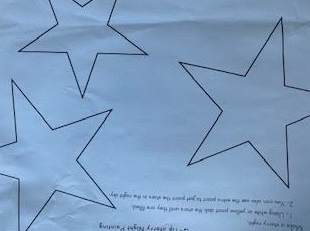 Q-Tip Starry Night Painting
Make a starry night.
1. Using white or yellow paint dab the stars until they are filled.
2. You can also use the extra paint to just paint the stars in the night sky.